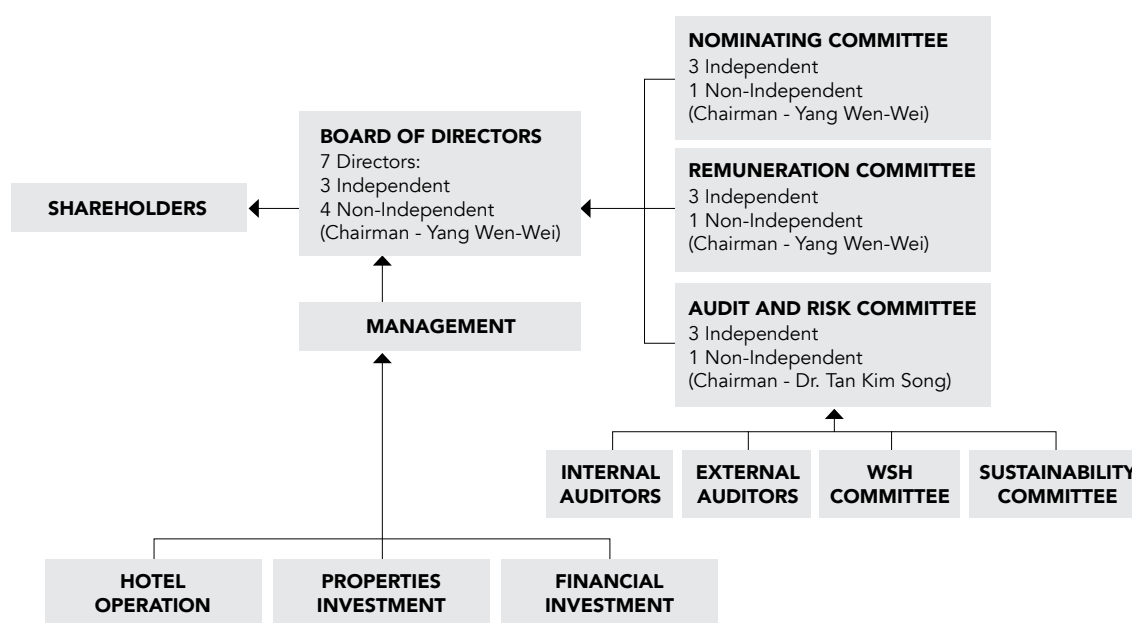 NOMINATING COMMITTEE
3 Independent
1 Non-Independent
(Chairman - Yang Wen-Wei)
BOARD OF DIRECTORS
7 Directors:
3 Independent
4 Non-Independent
(Chairman - Yang Wen-Wei)
REMUNERATION COMMITTEE
3 Independent
1 Non-Independent
(Chairman - Yang Wen-Wei)
SHAREHOLDERS
AUDIT AND RISK COMMITTEE
3 Independent
1 Non-Independent
(Chairman - Dr. Tan Kim Song)
MANAGEMENT
INTERNAL
AUDITORS
EXTERNAL
AUDITORS
WSH
COMMITTEE
SUSTAINABILITY
COMMITTEE
HOTEL
OPERATION
PROPERTIES
INVESTMENT
FINANCIAL
INVESTMENT